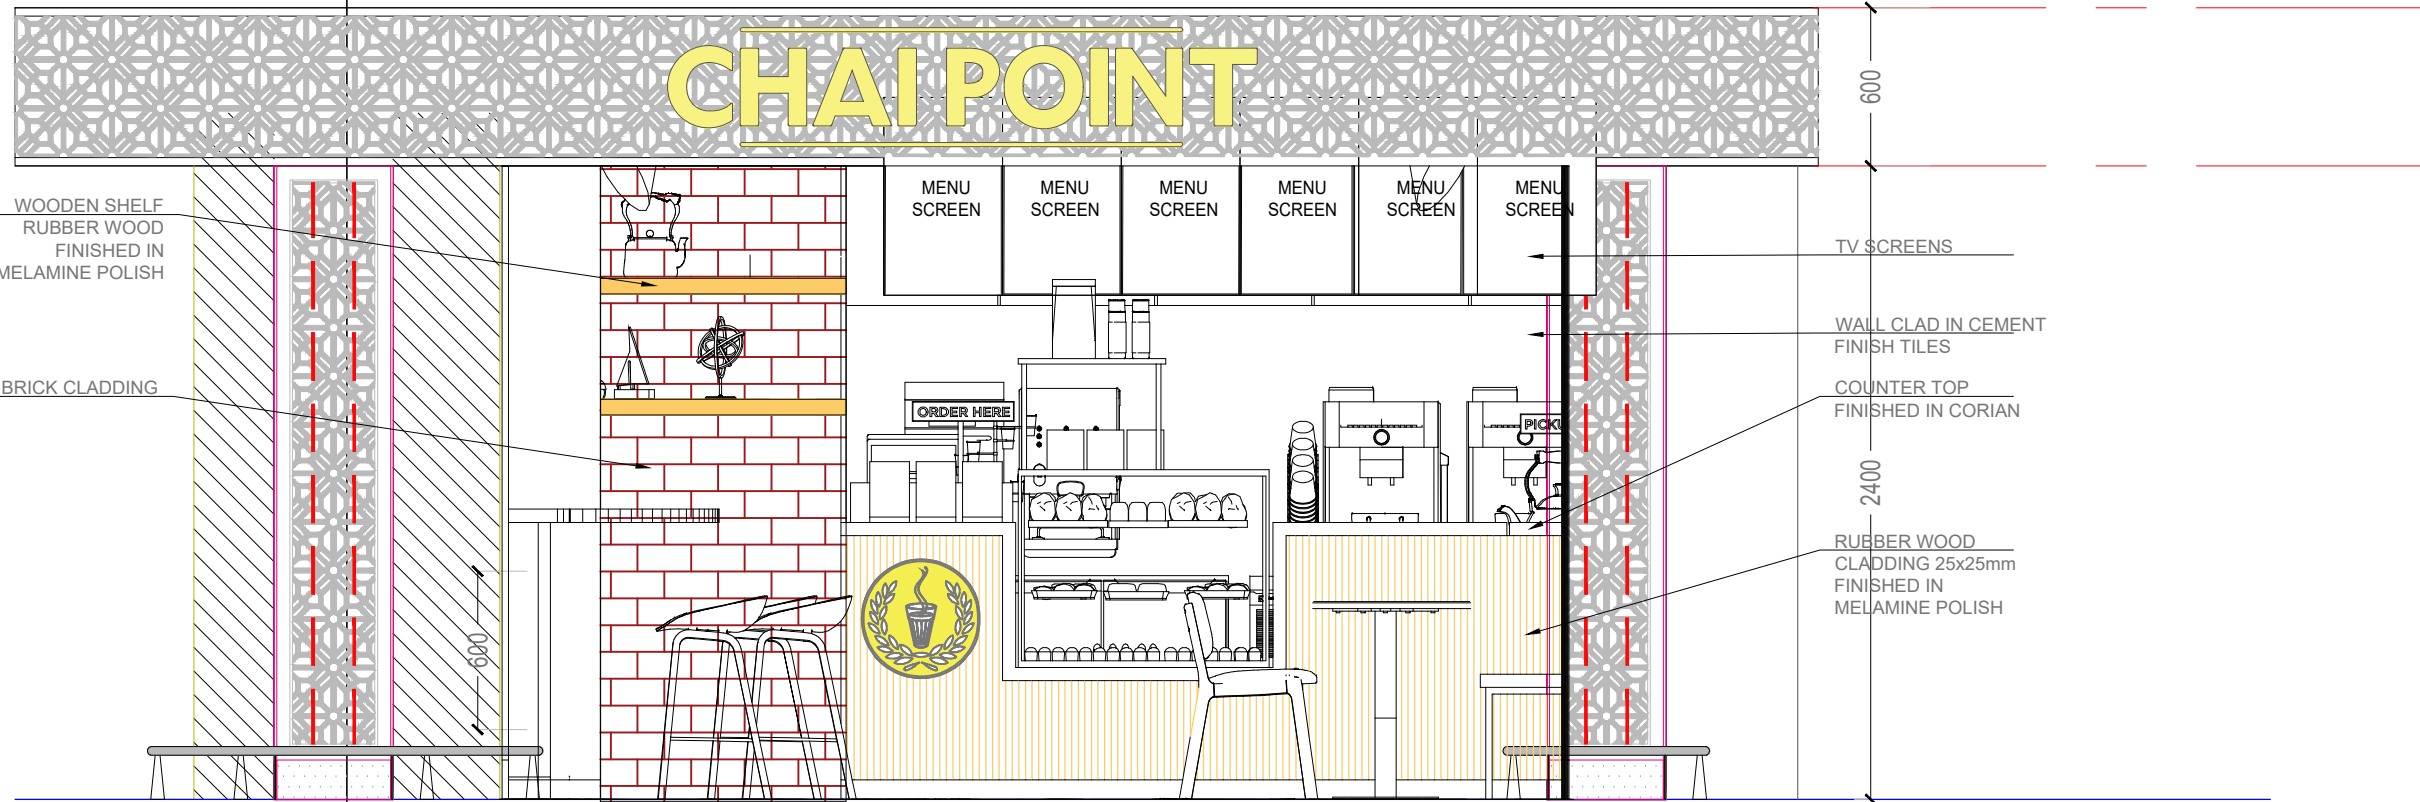 CHAI POINT
600
WOODEN SHELF
RUBBER WOOD
FINISHED IN
MELAMINE POLISH
MENU
SCREEN
MENU
SCREEN
MENU
SCREEN
MENU
SCREEN
MENU
SCREEN
MENU
SCREEN
TV SCREENS
WALL CLAD IN CEMENT
FINISH TILES
BRICK CLADDING
COUNTER TOP
FINISHED IN CORIAN
ORDER HERE
PICKU
2400
RUBBER WOOD
CLADDING 25x25mm
FINISHED IN
MELAMINE POLISH
600